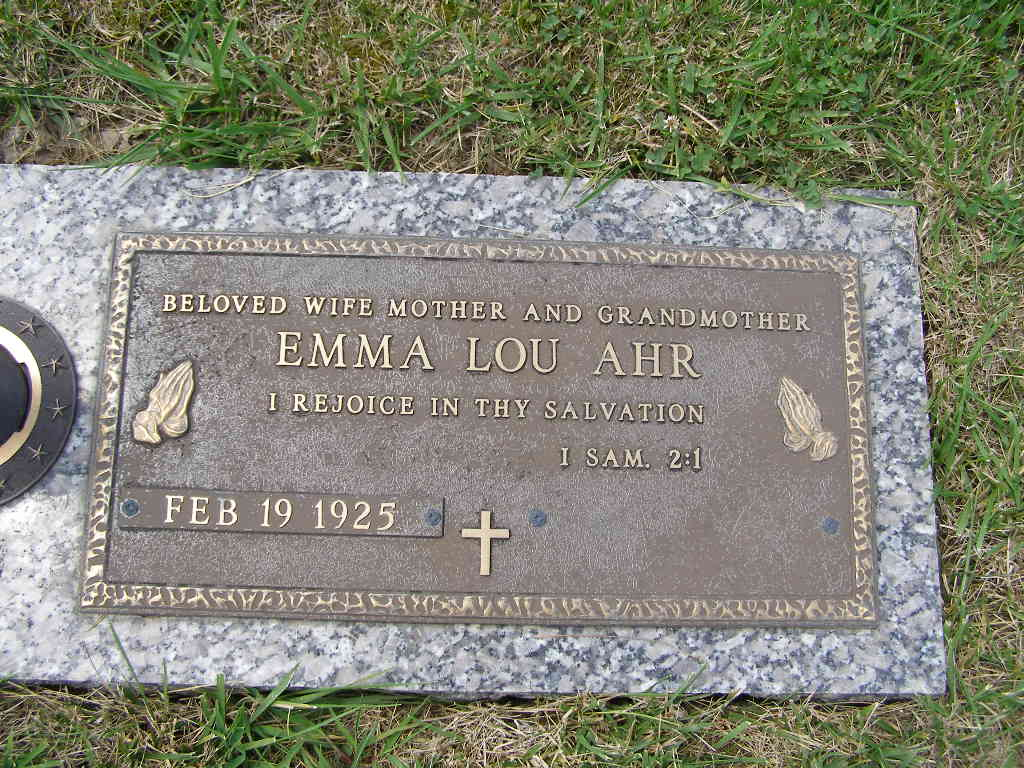 BELOVED WIFE MOTHER AND GRANDMOTHER
EMMA LOU AHR
I REJOICE IN THY SALVATION
I SAM. 2:1
FEB 19 1925